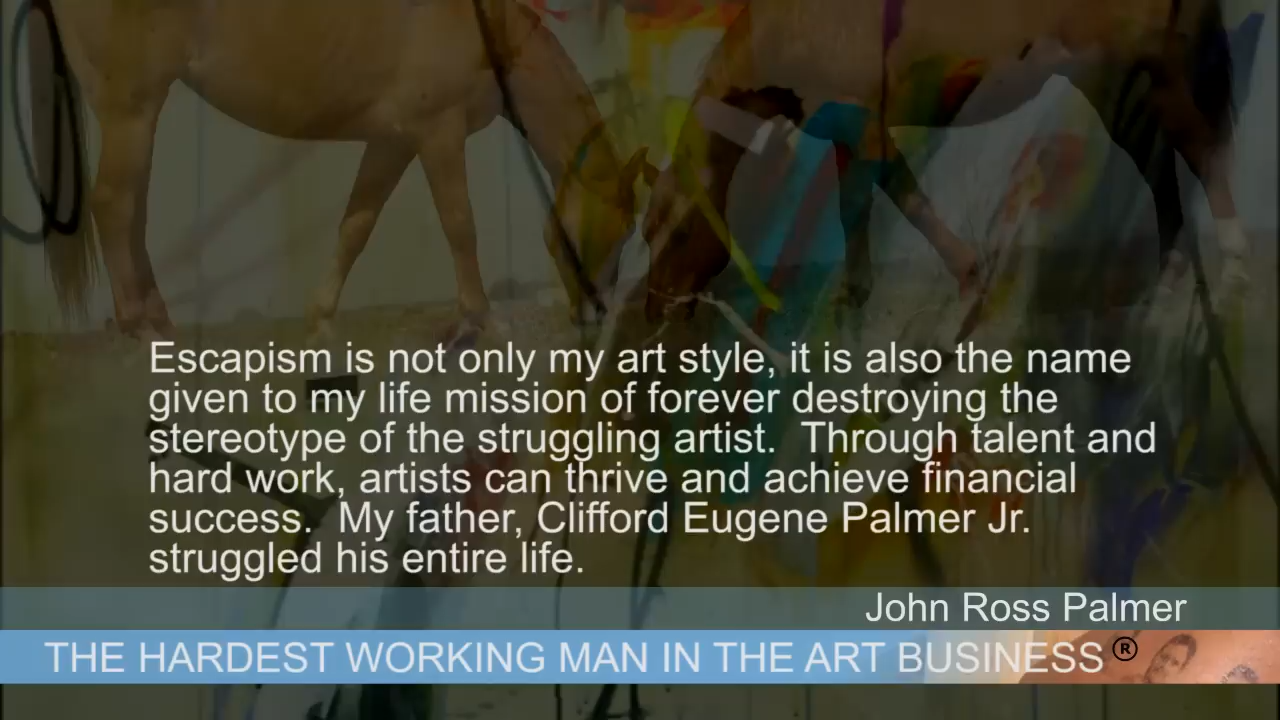 Escapism is not only my art style, it is also the name
given to my life mission of forever destroying the
stereotype of the struggling artist.  Through talent and
hard work, artists can thrive and achieve financial
success.  My father, Clifford Eugene Palmer Jr.
struggled his entire life.
John Ross Palmer
THE HARDEST WORKING MAN IN THE ART BUSINESS®